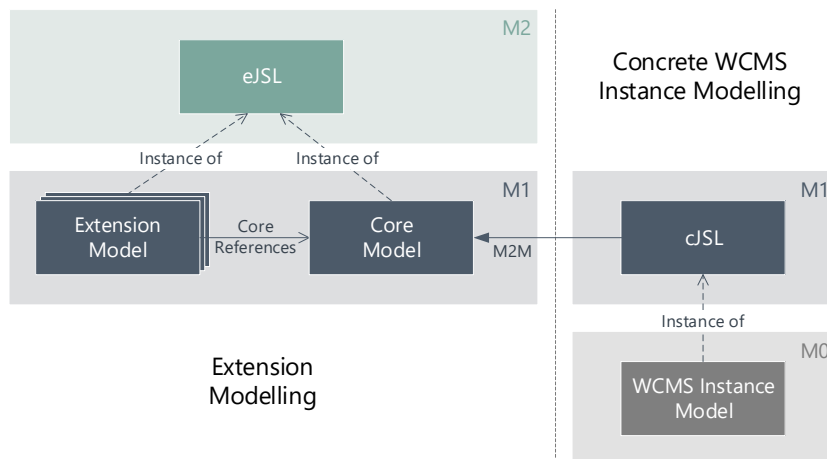 M2
eJSL
Concrete WCMS
Instance Modelling
Instance of
Instance of
M1
Extension
Model
Core
References
Core
Model
M2M
M1
cJSL
Instance of
M0
WCMS Instance
Model
Extension
Modelling